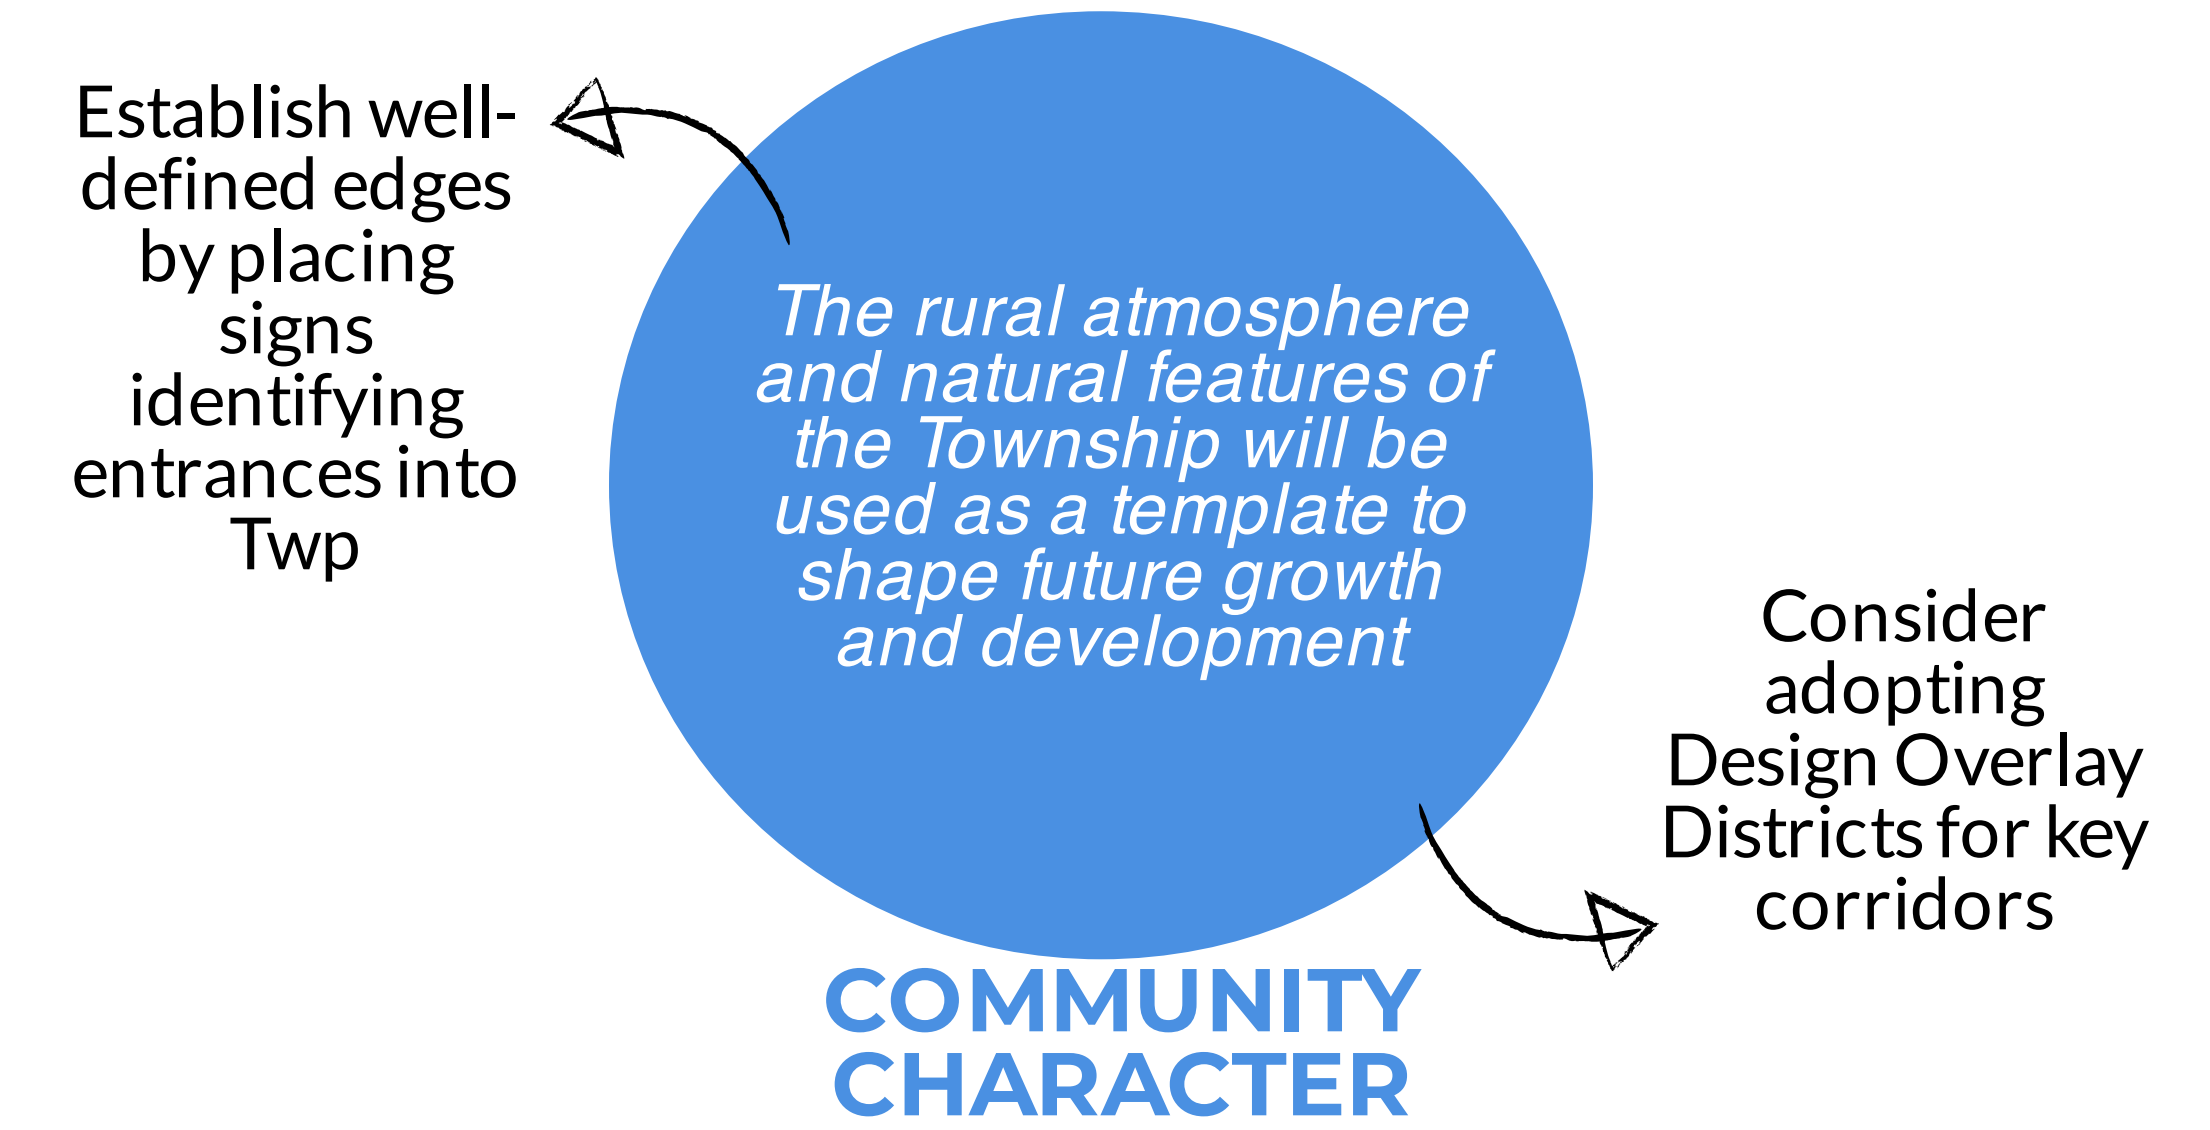 Establish well-
defined edges
by placing
signs
identifying
entrances into
Twp
The rural atmosphere
and natural features of
the Township will be
used as a template to
shape future growth
and development
Consider
adopting
Design Overlay
Districts for key
corridors
COMMUNITY
CHARACTER